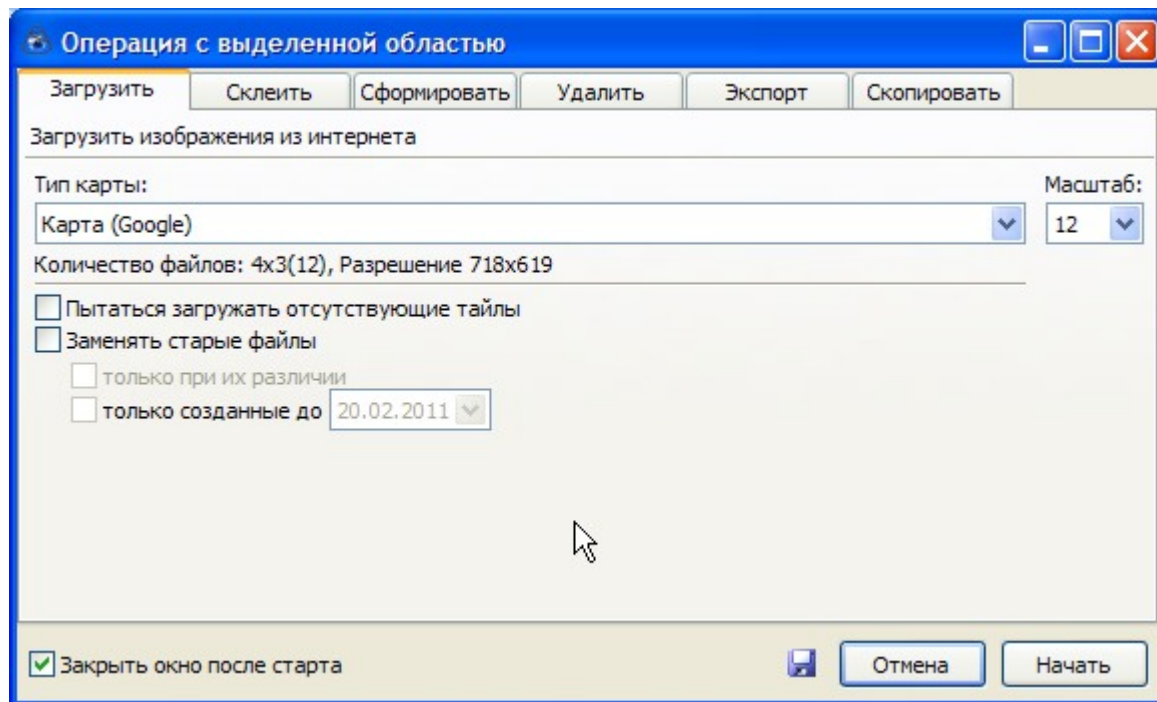 Операция с выделенной областью
Загрузить Склеить Сформировать Удалить Экспорт Скопировать
Загрузить изображения из интернета
Тип карты: Масштаб:
Карта (Google) 12
Количество файлов: 4x3(12), Разрешение 718x619
Пытаться загружать отсутствующие тайлы
Заменять старые файлы
только при их различии
только созданные до 20.02.2011
Закрыть окно после старта Отмена Начать